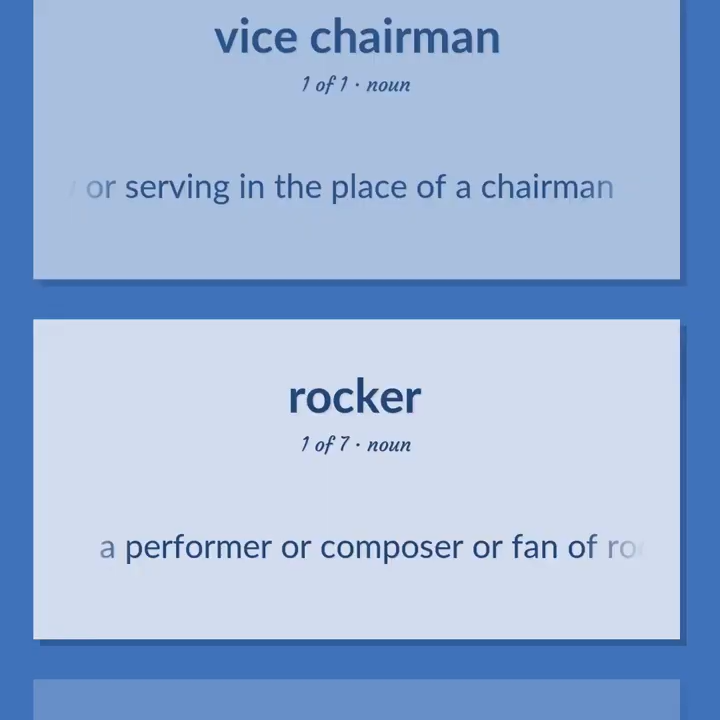 vice chairman
1 of 1 · noun
or serving in the place of a chairman
rocker
1 of 7 · noun
a performer or composer or fan of